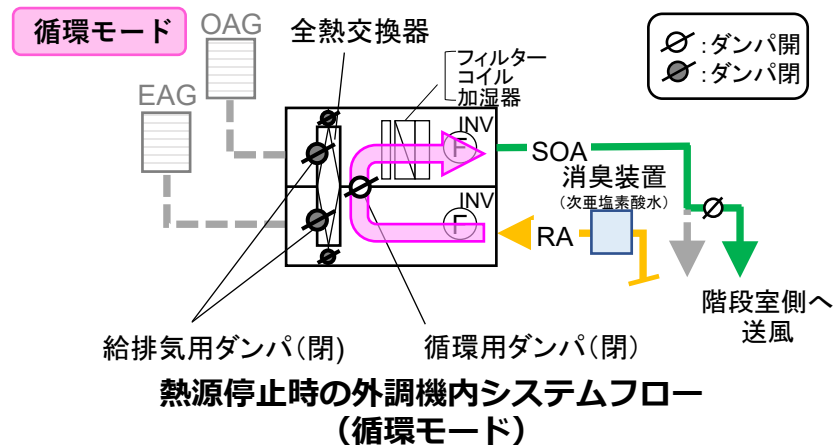 循環モード
OAG
全熱交換器
フィルター
コイル
加湿器
:ダンパ開
:ダンパ閉
EAG
INV
F
SOA
消臭装置
(次亜塩素酸水)
INV
F
RA
階段室側へ
送風
給排気用ダンパ(閉)
循環用ダンパ(閉)
熱源停止時の外調機内システムフロー
(循環モード)